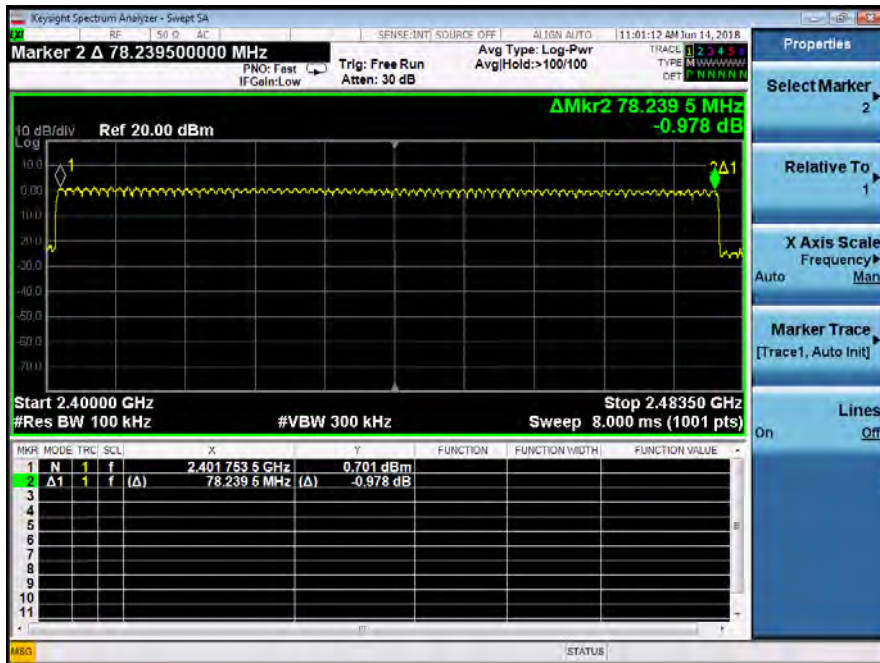 Keysight Spectrum Analyzer - Swept SA
LXI RF 50 Ω AC SENSE:INT SOURCE OFF ALIGN AUTO 11:01:12 AM Jun 14, 2018
Marker 2 Δ 78.239500000 MHz
PNO: Fast
IFGain:Low
Trig: Free Run
Atten: 30 dB
Avg Type: Log-Pwr
Avg|Hold:>100/100
TRACE 1 2 3 4 5 6
TYPE M WWWWW
DET P N N N N N
ΔMkr2 78.239 5 MHz
-0.978 dB
10 dB/div Ref 20.00 dBm
Log
10.0
0.00
-10.0
-20.0
-30.0
-40.0
-50.0
-60.0
-70.0
1
2Δ1
Start 2.40000 GHz Stop 2.48350 GHz
#Res BW 100 kHz #VBW 300 kHz Sweep 8.000 ms (1001 pts)
MKR MODE TRC SCL X Y FUNCTION FUNCTION WIDTH FUNCTION VALUE
1 N 1 f 2.401 753 5 GHz 0.701 dBm
2 Δ1 1 f (Δ) 78.239 5 MHz (Δ) -0.978 dB
3
4
5
6
7
8
9
10
11
MSG STATUS
Properties
Select Marker
2
Relative To
1
X Axis Scale
Frequency
Auto Man
Marker Trace
[Trace1, Auto Init]
Lines
On Off